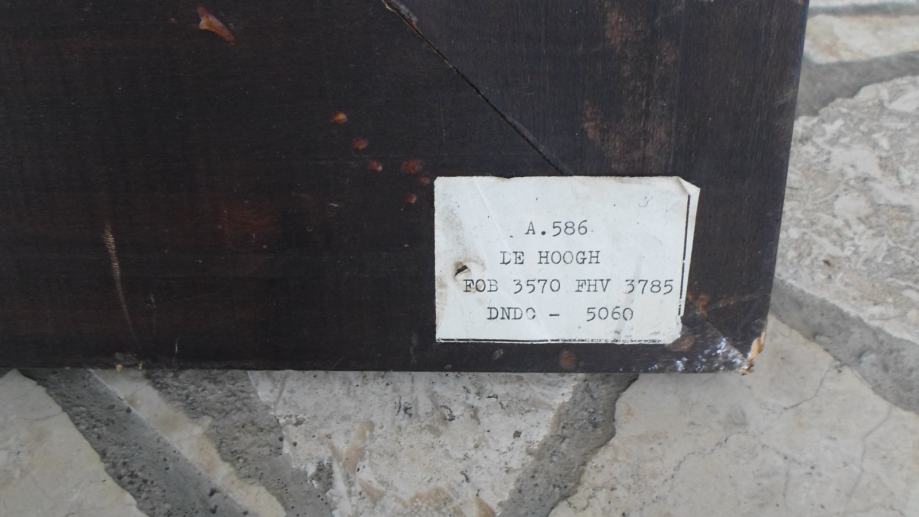 A.586
DE HOOGH
FOB 3570 FHV 3785
DNDC - 5060